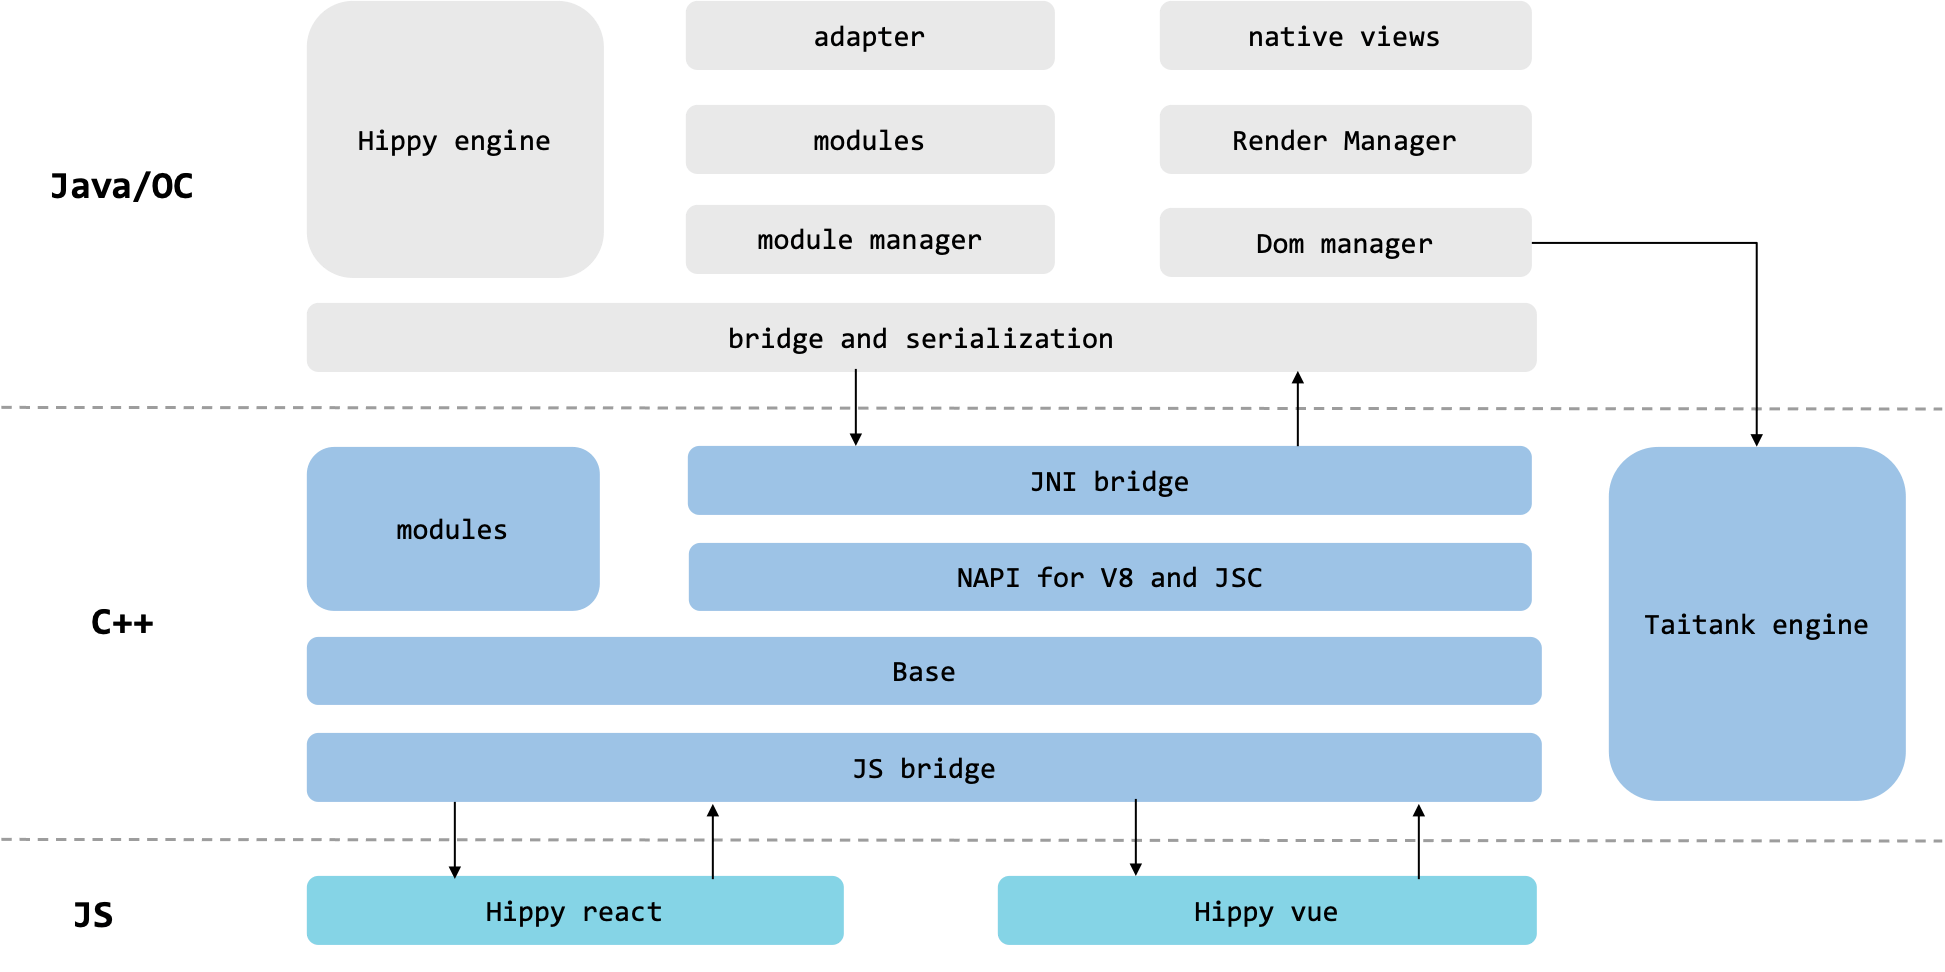 Java/OC
Hippy engine
adapter
native views
modules
Render Manager
module manager
Dom manager
bridge and serialization
C++
modules
JNI bridge
NAPI for V8 and JSC
Taitank engine
Base
JS bridge
JS
Hippy react
Hippy vue